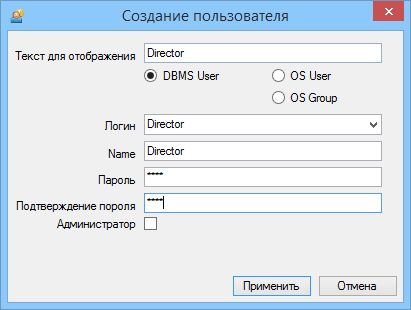 Создание пользователя
Текст для отображения Director
DBMS User OS User
OS Group
Логин Director
Name Director
Пароль ****
Подтверждение пороля ****
Администратор
Применить Отмена